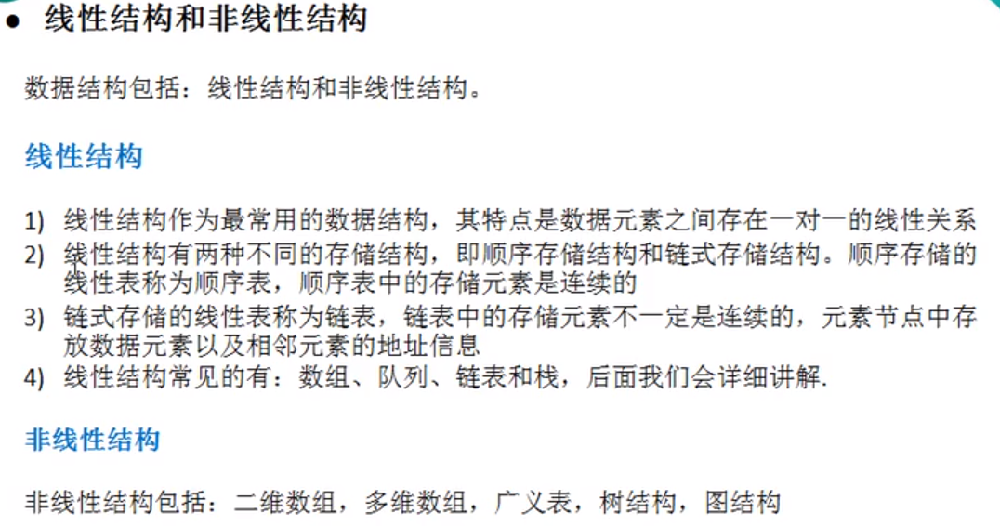 ● 线性结构和非线性结构
数据结构包括：线性结构和非线性结构。
线性结构
1) 线性结构作为最常用的数据结构，其特点是数据元素之间存在一对一的线性关系
2) 线性结构有两种不同的存储结构，即顺序存储结构和链式存储结构。顺序存储的
线性表称为顺序表，顺序表中的存储元素是连续的
3) 链式存储的线性表称为链表，链表中的存储元素不一定是连续的，元素节点中存
放数据元素以及相邻元素的地址信息
4) 线性结构常见的有：数组、队列、链表和栈，后面我们会详细讲解.
非线性结构
非线性结构包括：二维数组，多维数组，广义表，树结构，图结构